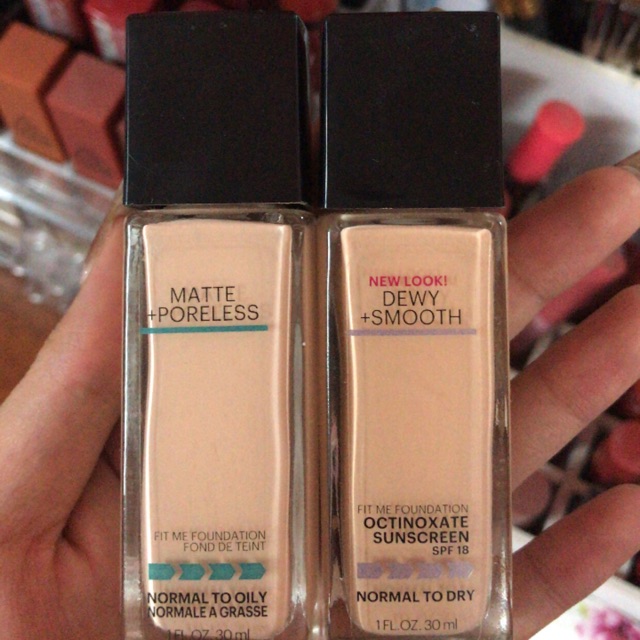 MATTE
+PORELESS
FIT ME FOUNDATION
FOND DE TEINT
NORMAL TO OILY
NORMALE A GRASSE
1 FL. OZ. 30 ml
NEW LOOK!
DEWY
+SMOOTH
FIT ME FOUNDATION
OCTINOXATE
SUNSCREEN
SPF 18
NORMAL TO DRY
1 FL. OZ. 30 ml